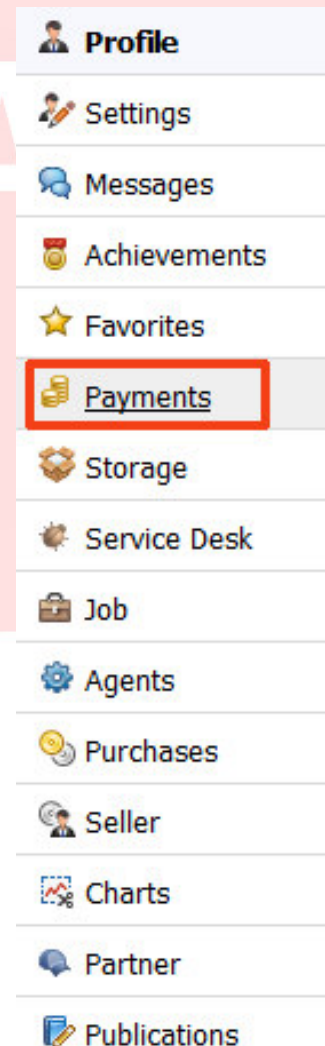 Profile
Settings
Messages
Achievements
Favorites
Payments
Storage
Service Desk
Job
Agents
Purchases
Seller
Charts
Partner
Publications